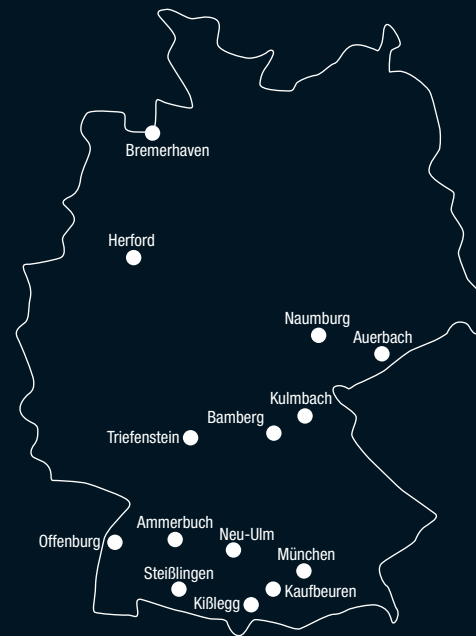 Bremerhaven
Herford
Naumburg
Auerbach
Kulmbach
Bamberg
Triefenstein
Ammerbuch
Offenburg
Neu-Ulm
München
Steißlingen
Kaufbeuren
Kißlegg